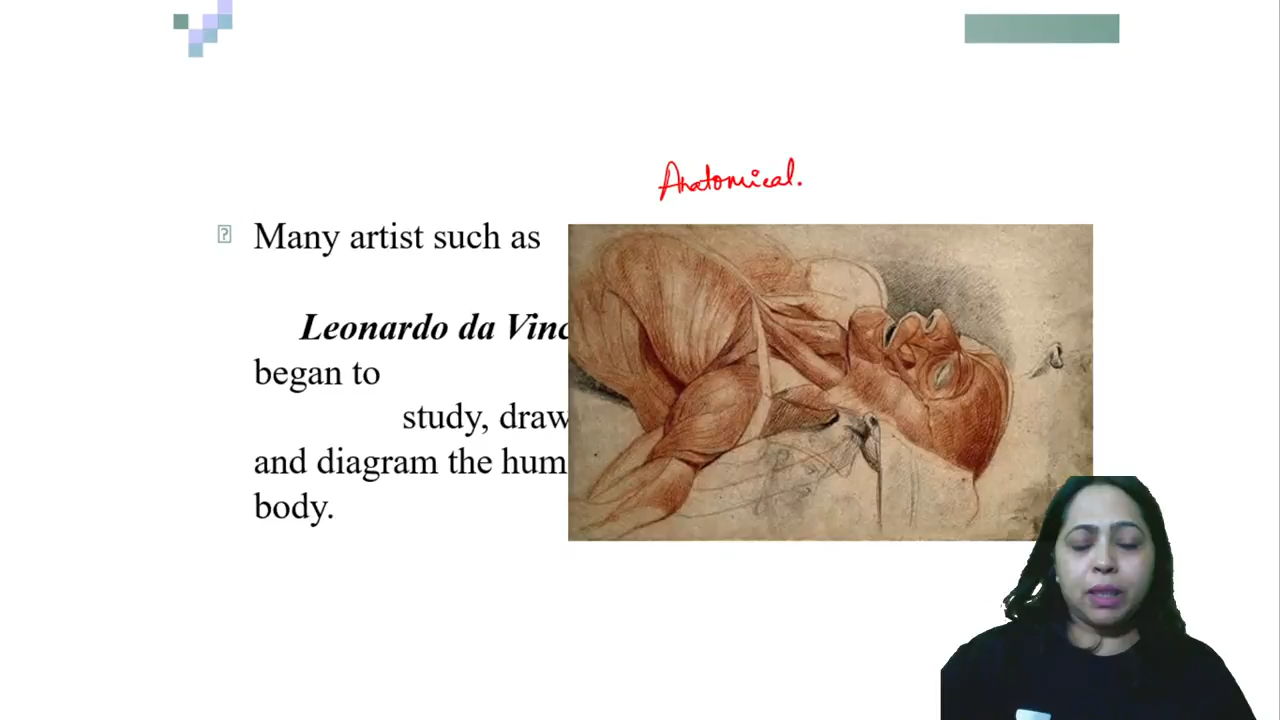 Anatomical.
Many artist such as
Leonardo da Vinc
began to
study, draw
and diagram the hum
body.